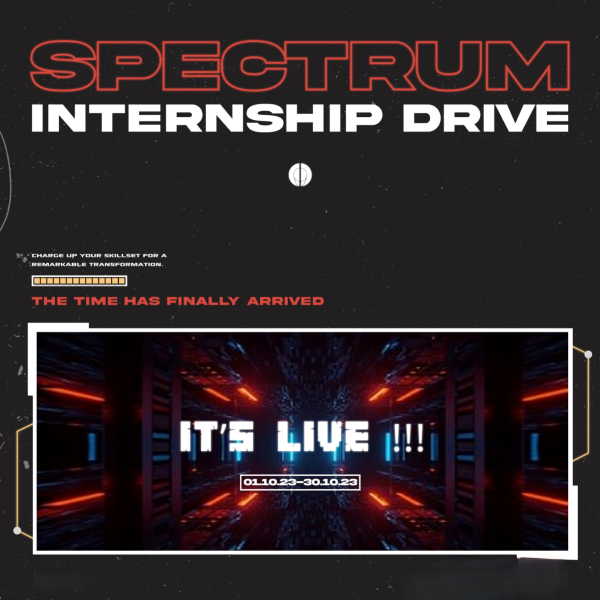 SPECTRUM
INTERNSHIP DRIVE
CHARGE UP YOUR SKILLSET FOR A
REMARKABLE TRANSFORMATION.
THE TIME HAS FINALLY ARRIVED
IT'S LIVE !!!
01.10.23-30.10.23